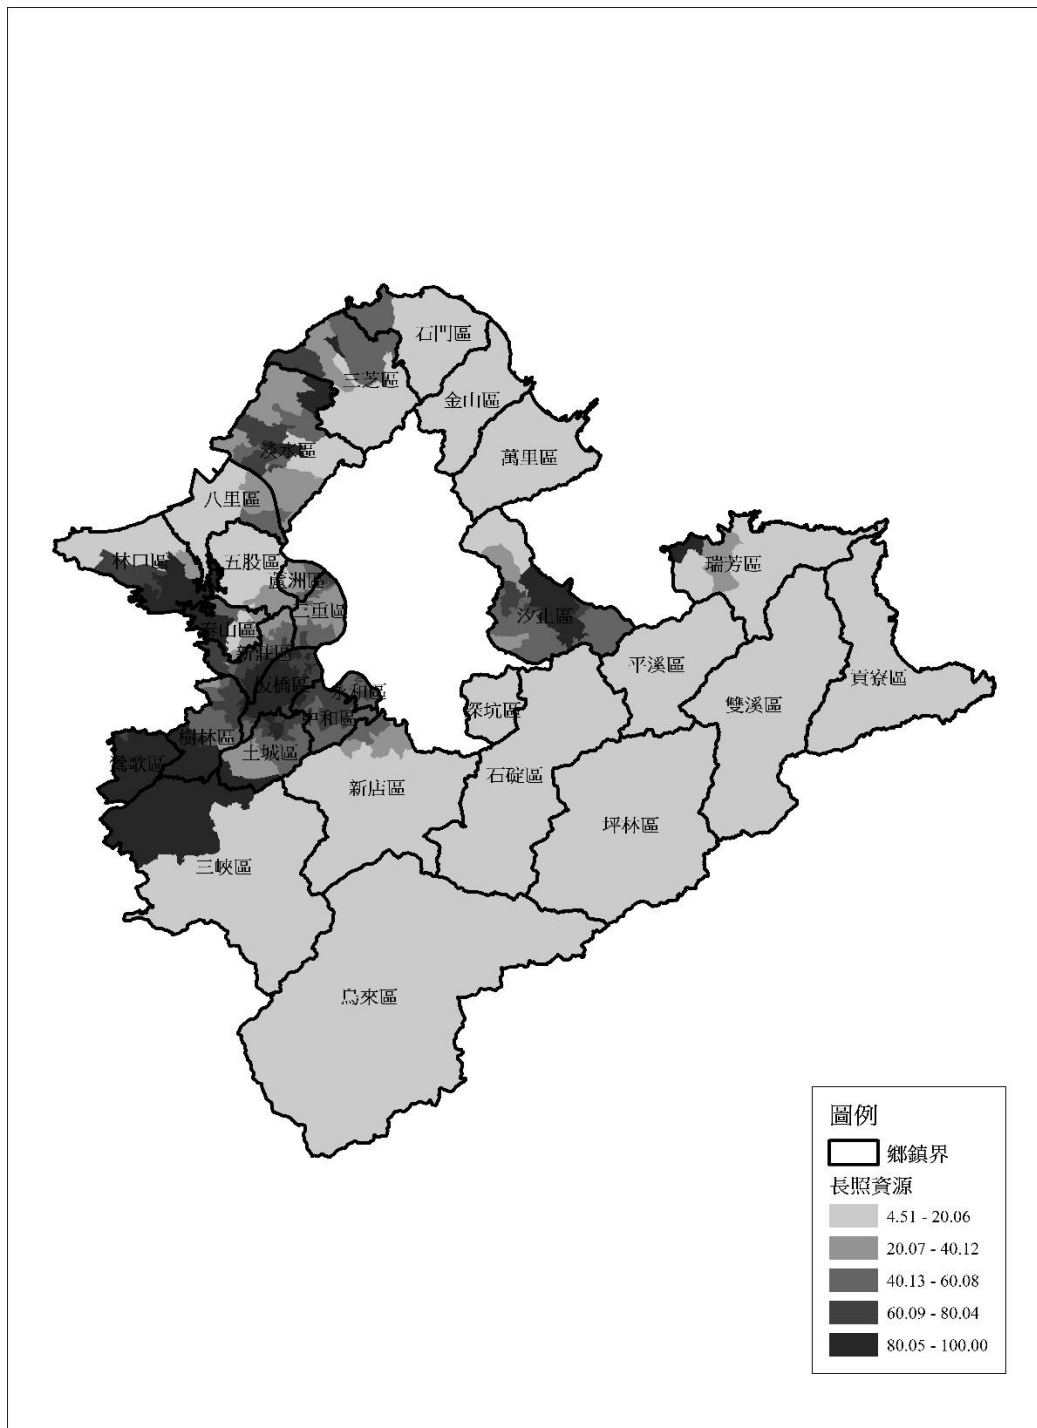 石門區
三芝區
金山區
淡水區
萬里區
八里區
林口區
五股區
瑞芳區
蘆洲區
三重區
汐止區
泰山區
新莊區
平溪區
貢寮區
板橋區
永和區
雙溪區
深坑區
中和區
樹林區
土城區
鶯歌區
石碇區
新店區
坪林區
三峽區
烏來區
圖例
鄉鎮界
長照資源
4.51 - 20.06
20.07 - 40.12
40.13 - 60.08
60.09 - 80.04
80.05 - 100.00